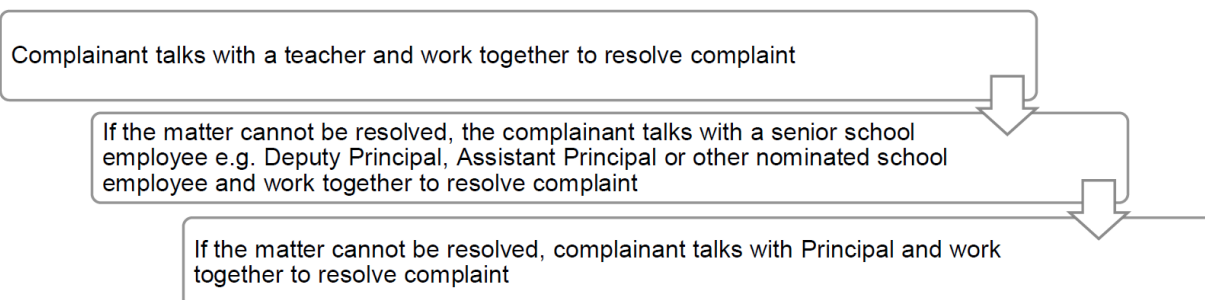 Complainant talks with a teacher and work together to resolve complaint
If the matter cannot be resolved, the complainant talks with a senior school
employee e.g. Deputy Principal, Assistant Principal or other nominated school
employee and work together to resolve complaint
If the matter cannot be resolved, complainant talks with Principal and work
together to resolve complaint